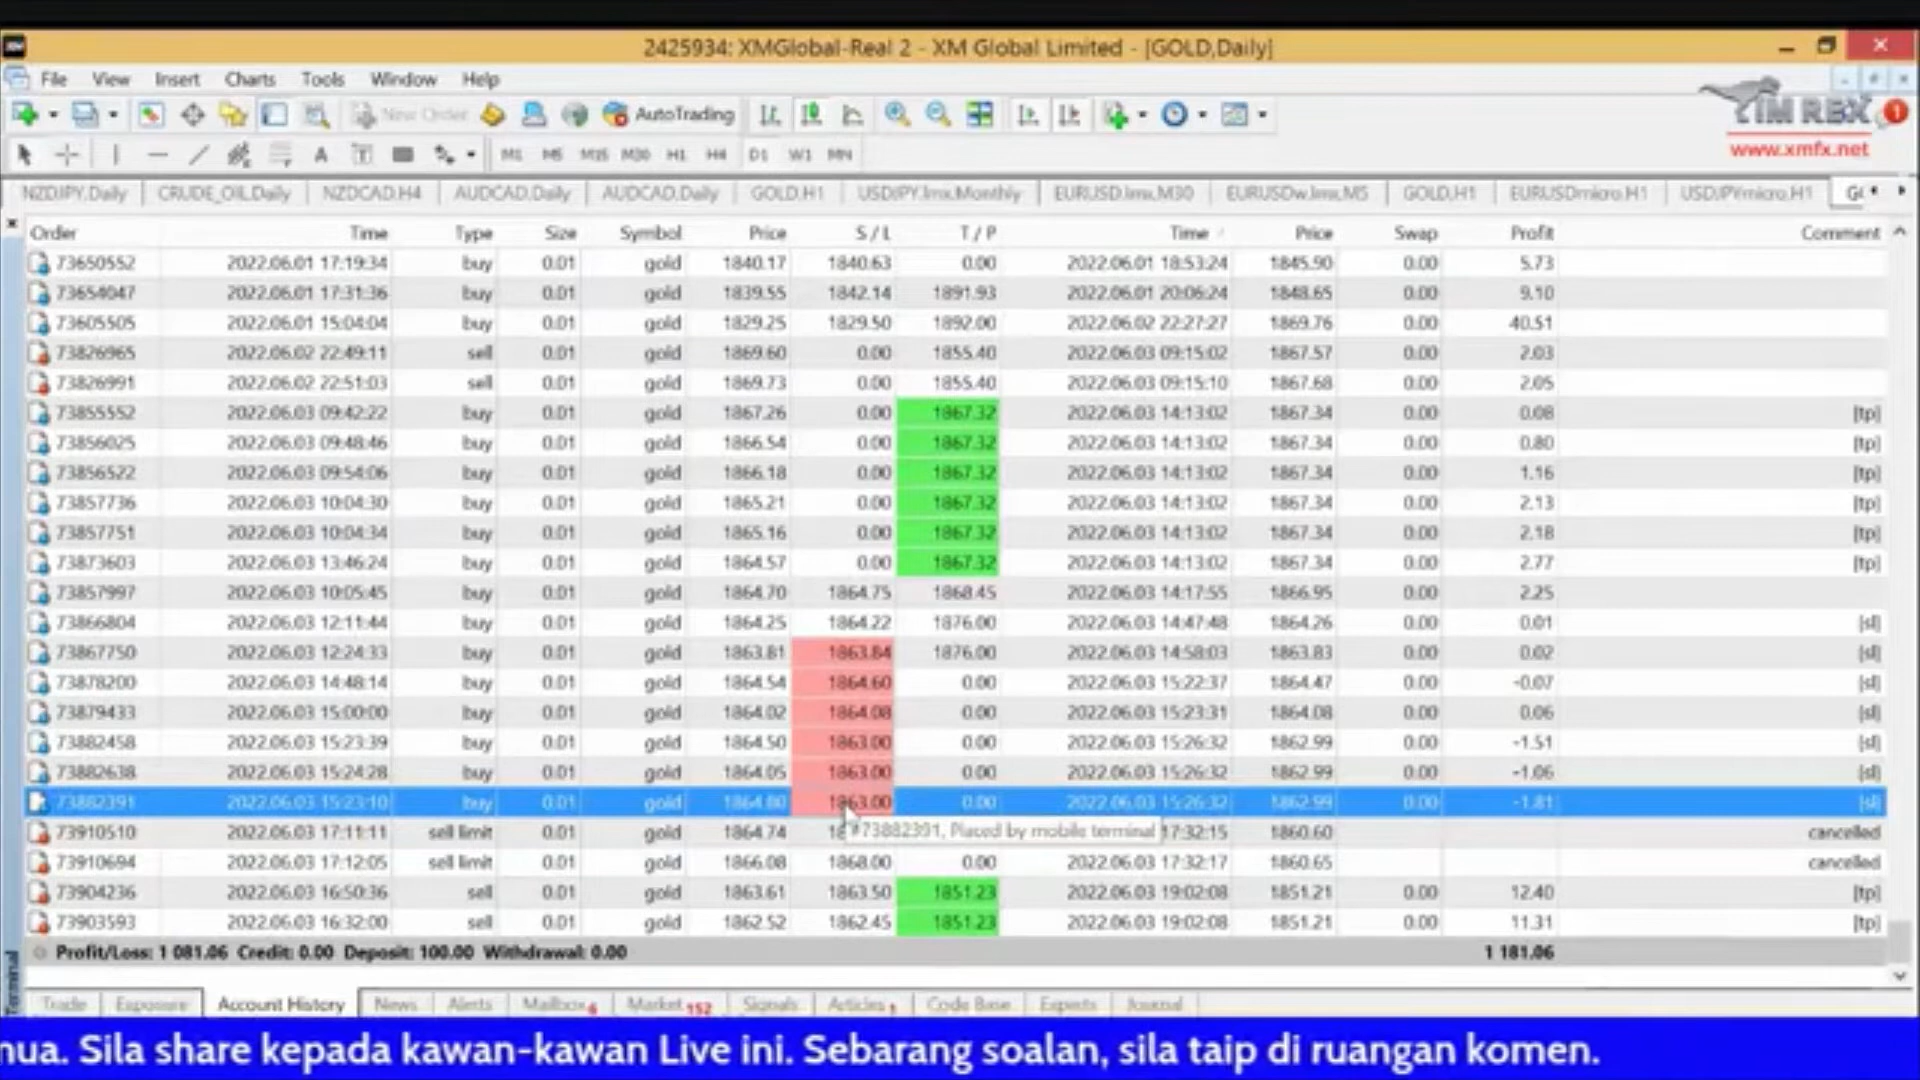 2425934: XMGlobal-Real 2 - XM Global Limited - [GOLD,Daily]
File View Insert Charts Tools Window Help
New Order AutoTrading
M1 M5 M15 M30 H1 H4 D1 W1 MN
www.xmfx.net
1
NZDJPY,Daily CRUDE_OIL,Daily NZDCAD,H4 AUDCAD,Daily AUDCAD,Daily GOLD,H1 USDJPY.lmx,Monthly EURUSD.lmx,M30 EURUSDw.lmx,M5 GOLD,H1 EURUSDmicro,H1 USDJPYmicro,H1
Order Time Type Size Symbol Price S / L T / P Time Price Swap Profit Comment
73650552 2022.06.01 17:19:34 buy 0.01 gold 1840.17 1840.63 0.00 2022.06.01 18:53:24 1845.90 0.00 5.73
73654047 2022.06.01 17:31:36 buy 0.01 gold 1839.55 1842.14 1891.93 2022.06.01 20:06:24 1848.65 0.00 9.10
73605505 2022.06.01 15:04:04 buy 0.01 gold 1829.25 1829.50 1892.00 2022.06.02 22:27:27 1869.76 0.00 40.51
73826965 2022.06.02 22:49:11 sell 0.01 gold 1869.60 0.00 1855.40 2022.06.03 09:15:02 1867.57 0.00 2.03
73826991 2022.06.02 22:51:03 sell 0.01 gold 1869.73 0.00 1855.40 2022.06.03 09:15:10 1867.68 0.00 2.05
73855552 2022.06.03 09:42:22 buy 0.01 gold 1867.26 0.00 1867.32 2022.06.03 14:13:02 1867.34 0.00 0.08 [tp]
73856025 2022.06.03 09:48:46 buy 0.01 gold 1866.54 0.00 1867.32 2022.06.03 14:13:02 1867.34 0.00 0.80 [tp]
73856522 2022.06.03 09:54:06 buy 0.01 gold 1866.18 0.00 1867.32 2022.06.03 14:13:02 1867.34 0.00 1.16 [tp]
73857736 2022.06.03 10:04:30 buy 0.01 gold 1865.21 0.00 1867.32 2022.06.03 14:13:02 1867.34 0.00 2.13 [tp]
73857751 2022.06.03 10:04:34 buy 0.01 gold 1865.16 0.00 1867.32 2022.06.03 14:13:02 1867.34 0.00 2.18 [tp]
73873603 2022.06.03 13:46:24 buy 0.01 gold 1864.57 0.00 1867.32 2022.06.03 14:13:02 1867.34 0.00 2.77 [tp]
73857997 2022.06.03 10:05:45 buy 0.01 gold 1864.70 1864.75 1868.45 2022.06.03 14:17:55 1866.95 0.00 2.25
73866804 2022.06.03 12:11:44 buy 0.01 gold 1864.25 1864.22 1876.00 2022.06.03 14:47:48 1864.26 0.00 0.01 [sl]
73867750 2022.06.03 12:24:33 buy 0.01 gold 1863.81 1863.84 1876.00 2022.06.03 14:58:03 1863.83 0.00 0.02 [sl]
73878200 2022.06.03 14:48:14 buy 0.01 gold 1864.54 1864.60 0.00 2022.06.03 15:22:37 1864.47 0.00 -0.07 [sl]
73879433 2022.06.03 15:00:00 buy 0.01 gold 1864.02 1864.08 0.00 2022.06.03 15:23:31 1864.08 0.00 0.06 [sl]
73882458 2022.06.03 15:23:39 buy 0.01 gold 1864.50 1863.00 0.00 2022.06.03 15:26:32 1862.99 0.00 -1.51 [sl]
73882638 2022.06.03 15:24:28 buy 0.01 gold 1864.05 1863.00 0.00 2022.06.03 15:26:32 1862.99 0.00 -1.06 [sl]
73882391 2022.06.03 15:23:10 buy 0.01 gold 1864.80 1863.00 0.00 2022.06.03 15:26:32 1862.99 0.00 -1.81 [sl]
73910510 2022.06.03 17:11:11 sell limit 0.01 gold 1864.74 #73882391, Placed by mobile terminal 17:32:15 1860.60 cancelled
73910694 2022.06.03 17:12:05 sell limit 0.01 gold 1866.08 1868.00 0.00 2022.06.03 17:32:17 1860.65 cancelled
73904236 2022.06.03 16:50:36 sell 0.01 gold 1863.61 1863.50 1851.23 2022.06.03 19:02:08 1851.21 0.00 12.40 [tp]
73903593 2022.06.03 16:32:00 sell 0.01 gold 1862.52 1862.45 1851.23 2022.06.03 19:02:08 1851.21 0.00 11.31 [tp]
Profit/Loss: 1 081.06 Credit: 0.00 Deposit: 100.00 Withdrawal: 0.00 1 181.06
Terminal
Trade Exposure Account History News Alerts Mailbox 6 Market 152 Signals Articles 1 Code Base Experts Journal
nua. Sila share kepada kawan-kawan Live ini. Sebarang soalan, sila taip di ruangan komen.